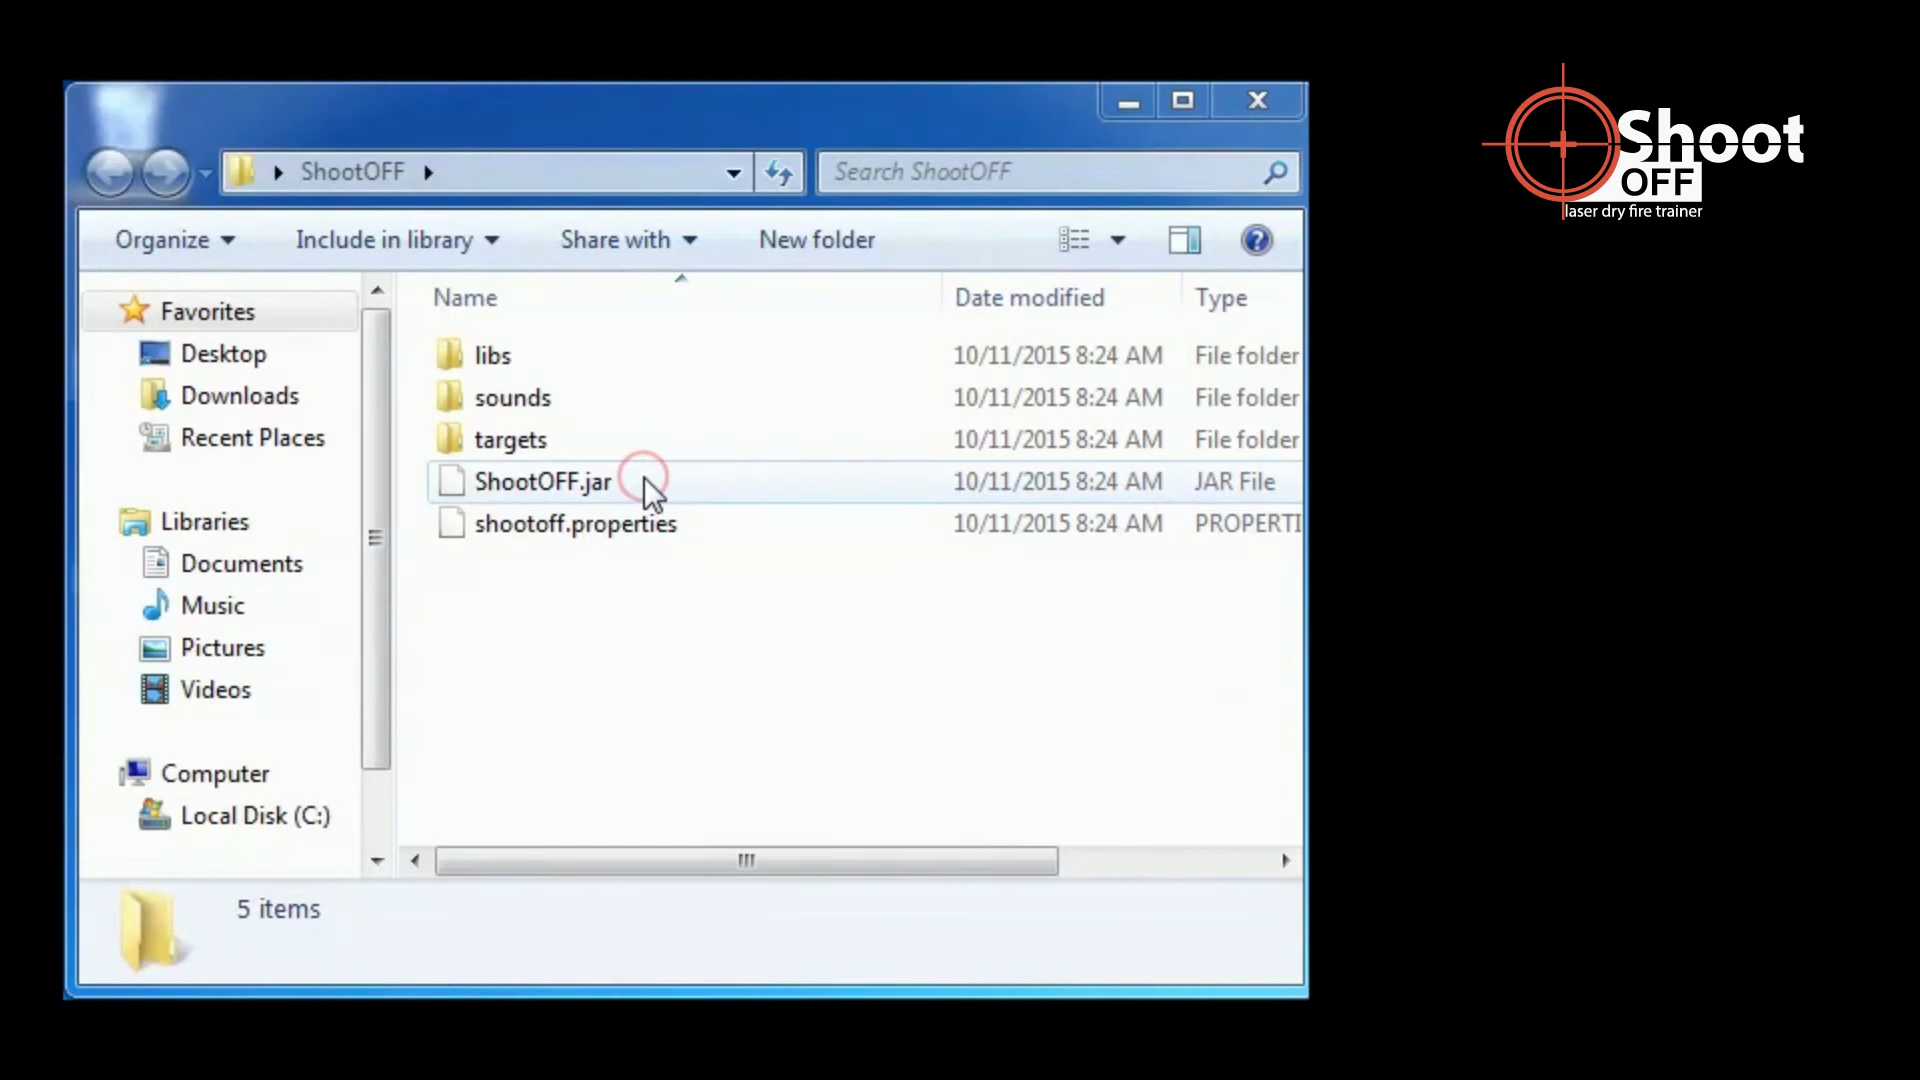 Shoot
OFF
laser dry fire trainer
ShootOFF
Search ShootOFF
Organize Include in library Share with New folder
Name Date modified Type
Favorites
Desktop
Downloads
Recent Places
Libraries
Documents
Music
Pictures
Videos
Computer
Local Disk (C:)
libs 10/11/2015 8:24 AM File folder
sounds 10/11/2015 8:24 AM File folder
targets 10/11/2015 8:24 AM File folder
ShootOFF.jar 10/11/2015 8:24 AM JAR File
shootoff.properties 10/11/2015 8:24 AM PROPERTI
5 items